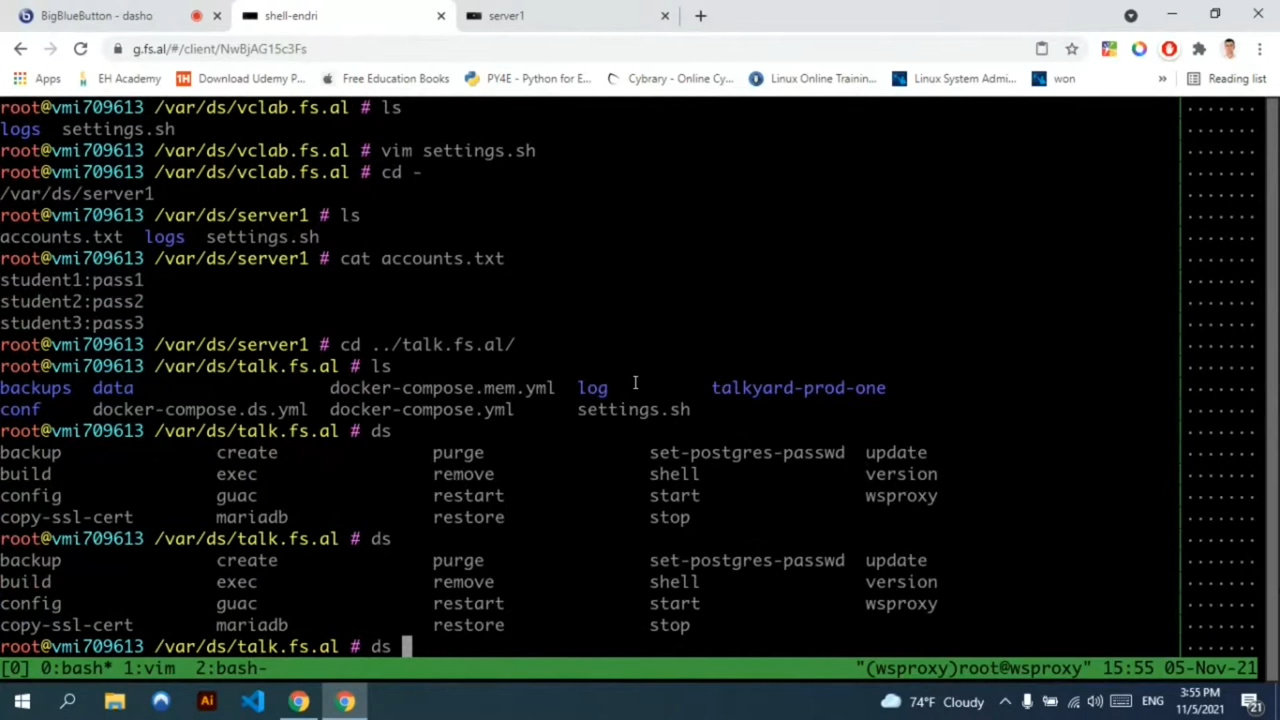 BigBlueButton - dasho
shell-endri
server1
g.fs.al/#/client/NwBjAG15c3Fs
Apps EH Academy Download Udemy P... Free Education Books PY4E - Python for E... Cybrary - Online Cy... Linux Online Trainin... Linux System Admi... won » Reading list
root@vmi709613 /var/ds/vclab.fs.al # ls
logs settings.sh
root@vmi709613 /var/ds/vclab.fs.al # vim settings.sh
root@vmi709613 /var/ds/vclab.fs.al # cd -
/var/ds/server1
root@vmi709613 /var/ds/server1 # ls
accounts.txt logs settings.sh
root@vmi709613 /var/ds/server1 # cat accounts.txt
student1:pass1
student2:pass2
student3:pass3
root@vmi709613 /var/ds/server1 # cd ../talk.fs.al/
root@vmi709613 /var/ds/talk.fs.al # ls
backups data docker-compose.mem.yml log talkyard-prod-one
conf docker-compose.ds.yml docker-compose.yml settings.sh
root@vmi709613 /var/ds/talk.fs.al # ds
backup create purge set-postgres-passwd update
build exec remove shell version
config guac restart start wsproxy
copy-ssl-cert mariadb restore stop
root@vmi709613 /var/ds/talk.fs.al # ds
backup create purge set-postgres-passwd update
build exec remove shell version
config guac restart start wsproxy
copy-ssl-cert mariadb restore stop
root@vmi709613 /var/ds/talk.fs.al # ds
[0] 0:bash* 1:vim 2:bash- "(wsproxy)root@wsproxy" 15:55 05-Nov-21
74°F Cloudy ENG 3:55 PM
11/5/2021 21